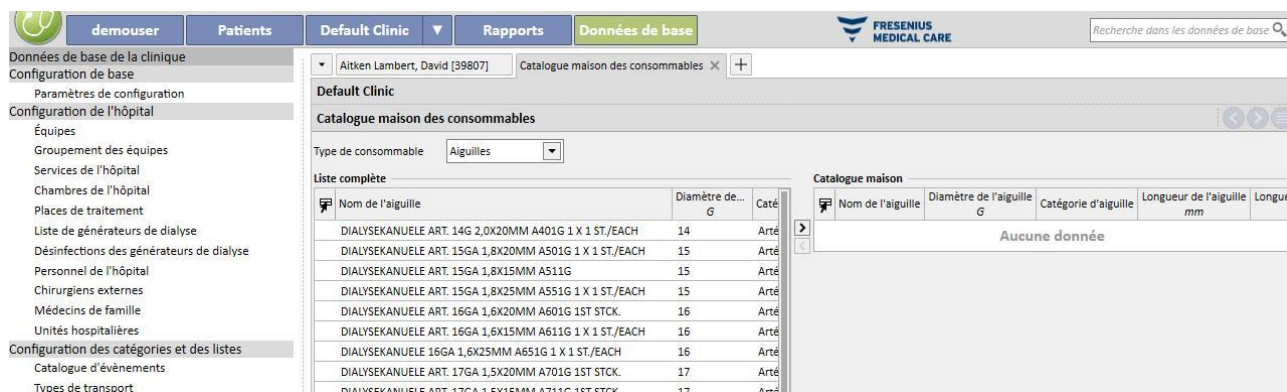 demouser Patients Default Clinic ▼ Rapports Données de base FRESENIUS MEDICAL CARE Recherche dans les données de base
Données de base de la clinique
Configuration de base
Paramètres de configuration
Configuration de l'hôpital
Équipes
Groupement des équipes
Services de l'hôpital
Chambres de l'hôpital
Places de traitement
Liste de générateurs de dialyse
Désinfections des générateurs de dialyse
Personnel de l'hôpital
Chirurgiens externes
Médecins de famille
Unités hospitalières
Configuration des catégories et des listes
Catalogue d'évènements
Types de transport
Aitken Lambert, David [39807] Catalogue maison des consommables
Default Clinic
Catalogue maison des consommables
Type de consommable Aiguilles
Liste complète
Nom de l'aiguille Diamètre de... G Caté
DIALYSEKANUELE ART. 14G 2,0X20MM A401G 1 X 1 ST./EACH 14 Arté
DIALYSEKANUELE ART. 15GA 1,8X20MM A501G 1 X 1 ST./EACH 15 Arté
DIALYSEKANUELE ART. 15GA 1,8X15MM A511G 15 Arté
DIALYSEKANUELE ART. 15GA 1,8X25MM A551G 1 X 1 ST./EACH 15 Arté
DIALYSEKANUELE ART. 16GA 1,6X20MM A601G 1ST STCK. 16 Arté
DIALYSEKANUELE ART. 16GA 1,6X15MM A611G 1 X 1 ST./EACH 16 Arté
DIALYSEKANUELE 16GA 1,6X25MM A651G 1 X 1 ST./EACH 16 Arté
DIALYSEKANUELE ART. 17GA 1,5X20MM A701G 1ST STCK. 17 Arté
DIALYSEKANUELE ART. 17GA 1,5X15MM A711G 1ST STCK. 17 Arté
Catalogue maison
Nom de l'aiguille Diamètre de l'aiguille G Catégorie d'aiguille Longueur de l'aiguille mm Longue
Aucune donnée